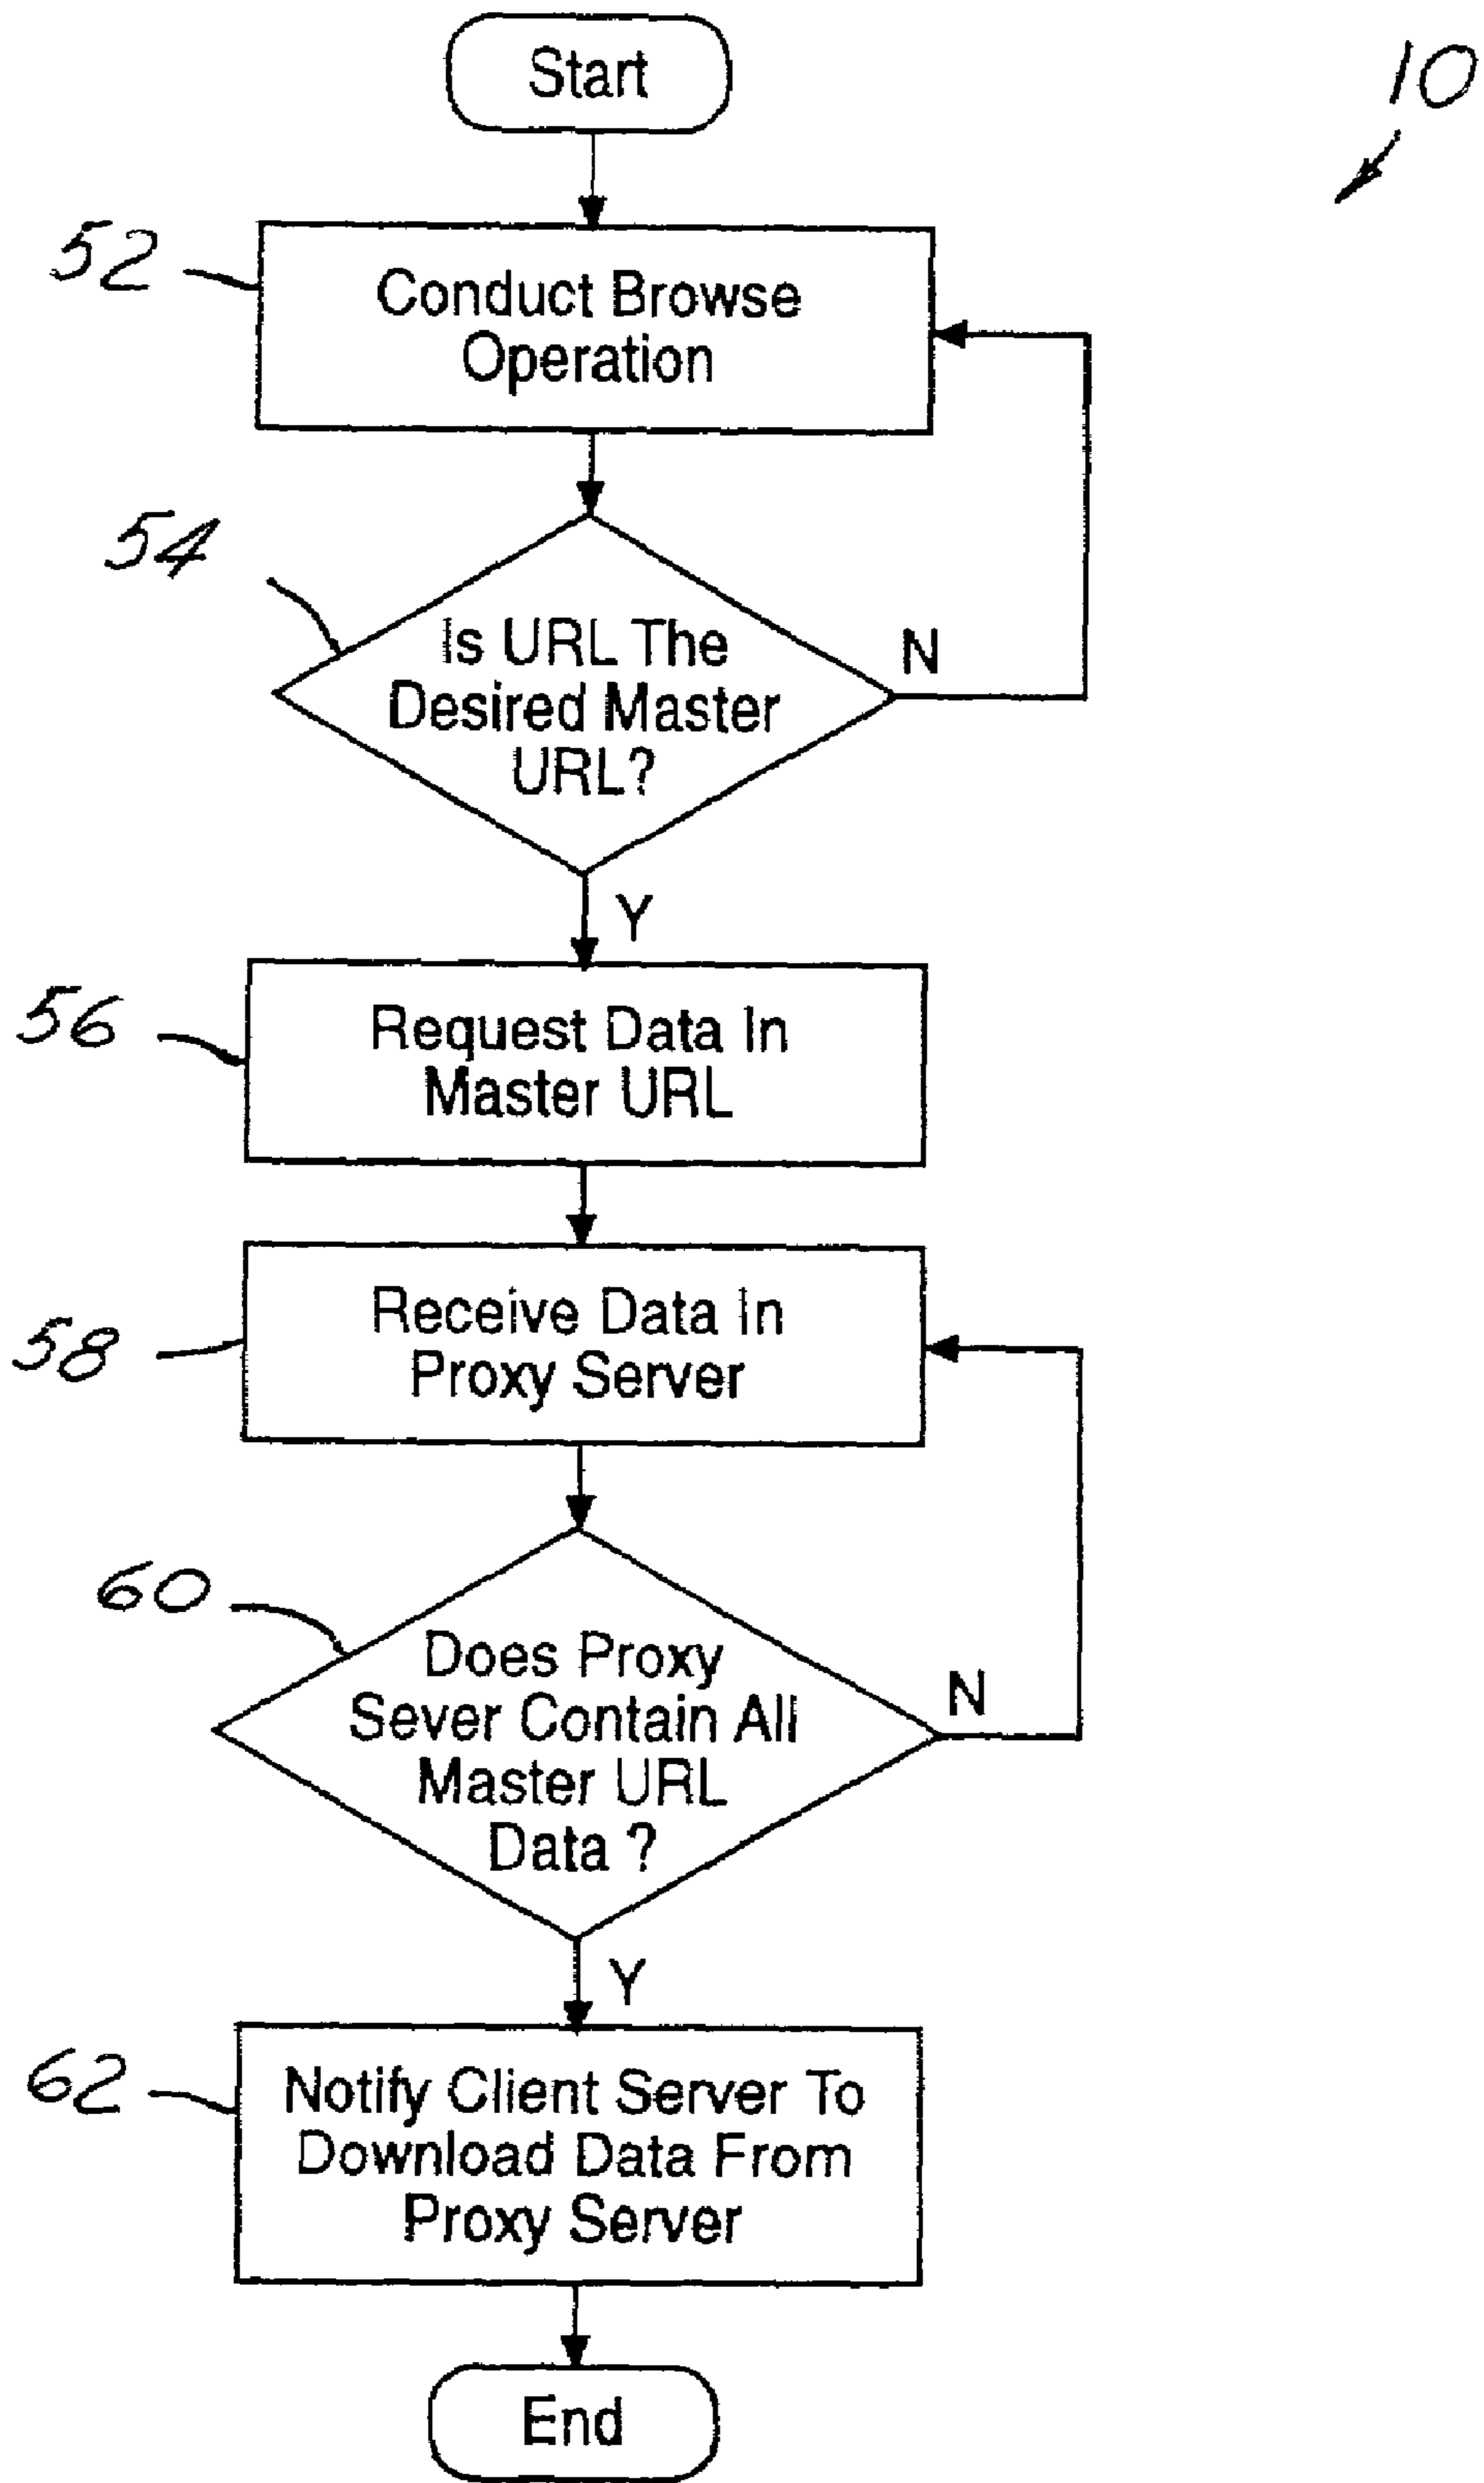 Start
10
52
Conduct Browse
Operation
54
Is URL The
Desired Master
URL?
N
Y
56
Request Data In
Master URL
58
Receive Data In
Proxy Server
60
Does Proxy
Sever Contain All
Master URL
Data ?
N
Y
62
Notify Client Server To
Download Data From
Proxy Server
End